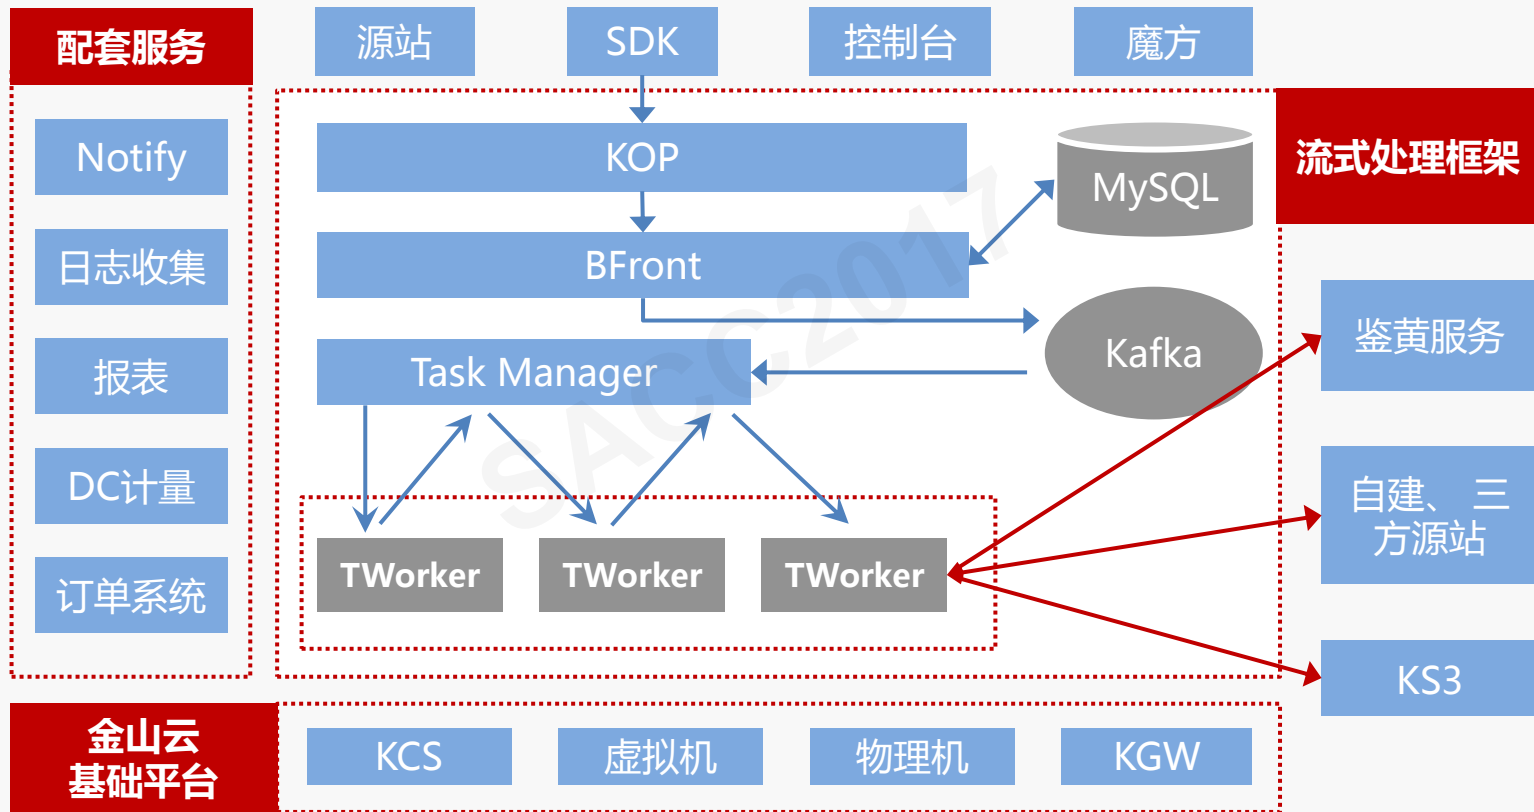 配套服务
源站
SDK
控制台
魔方
Notify
日志收集
报表
DC计量
订单系统
KOP
BFront
Task Manager
MySQL
Kafka
TWorker
TWorker
TWorker
流式处理框架
鉴黄服务
自建、 三
方源站
KS3
金山云
基础平台
KCS
虚拟机
物理机
KGW
SACC2017